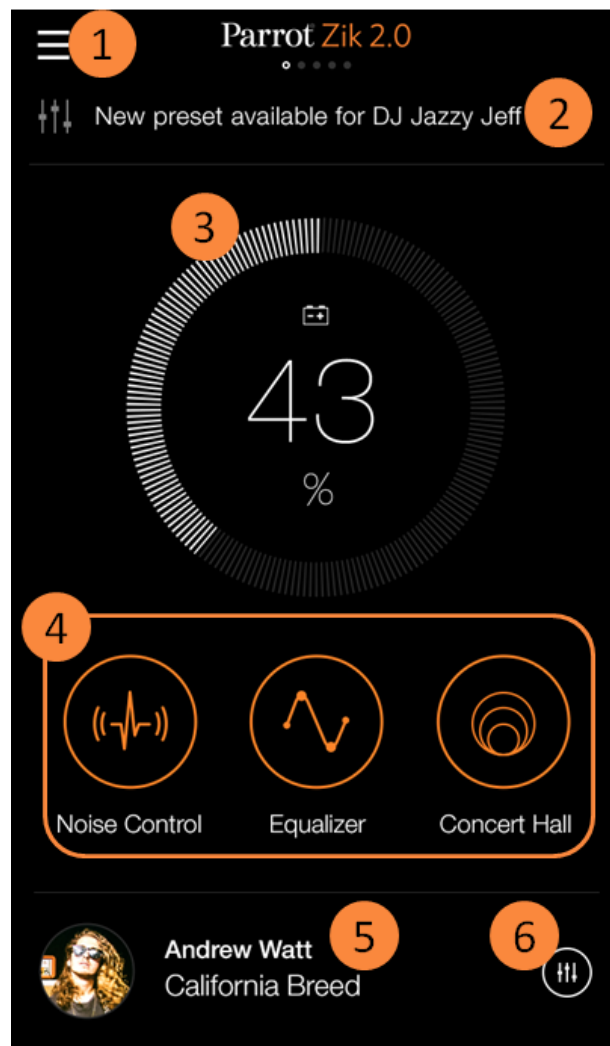 1
Parrot Zik 2.0
New preset available for DJ Jazzy Jeff
2
3
43
%
4
Noise Control
Equalizer
Concert Hall
Andrew Watt
5
6
California Breed